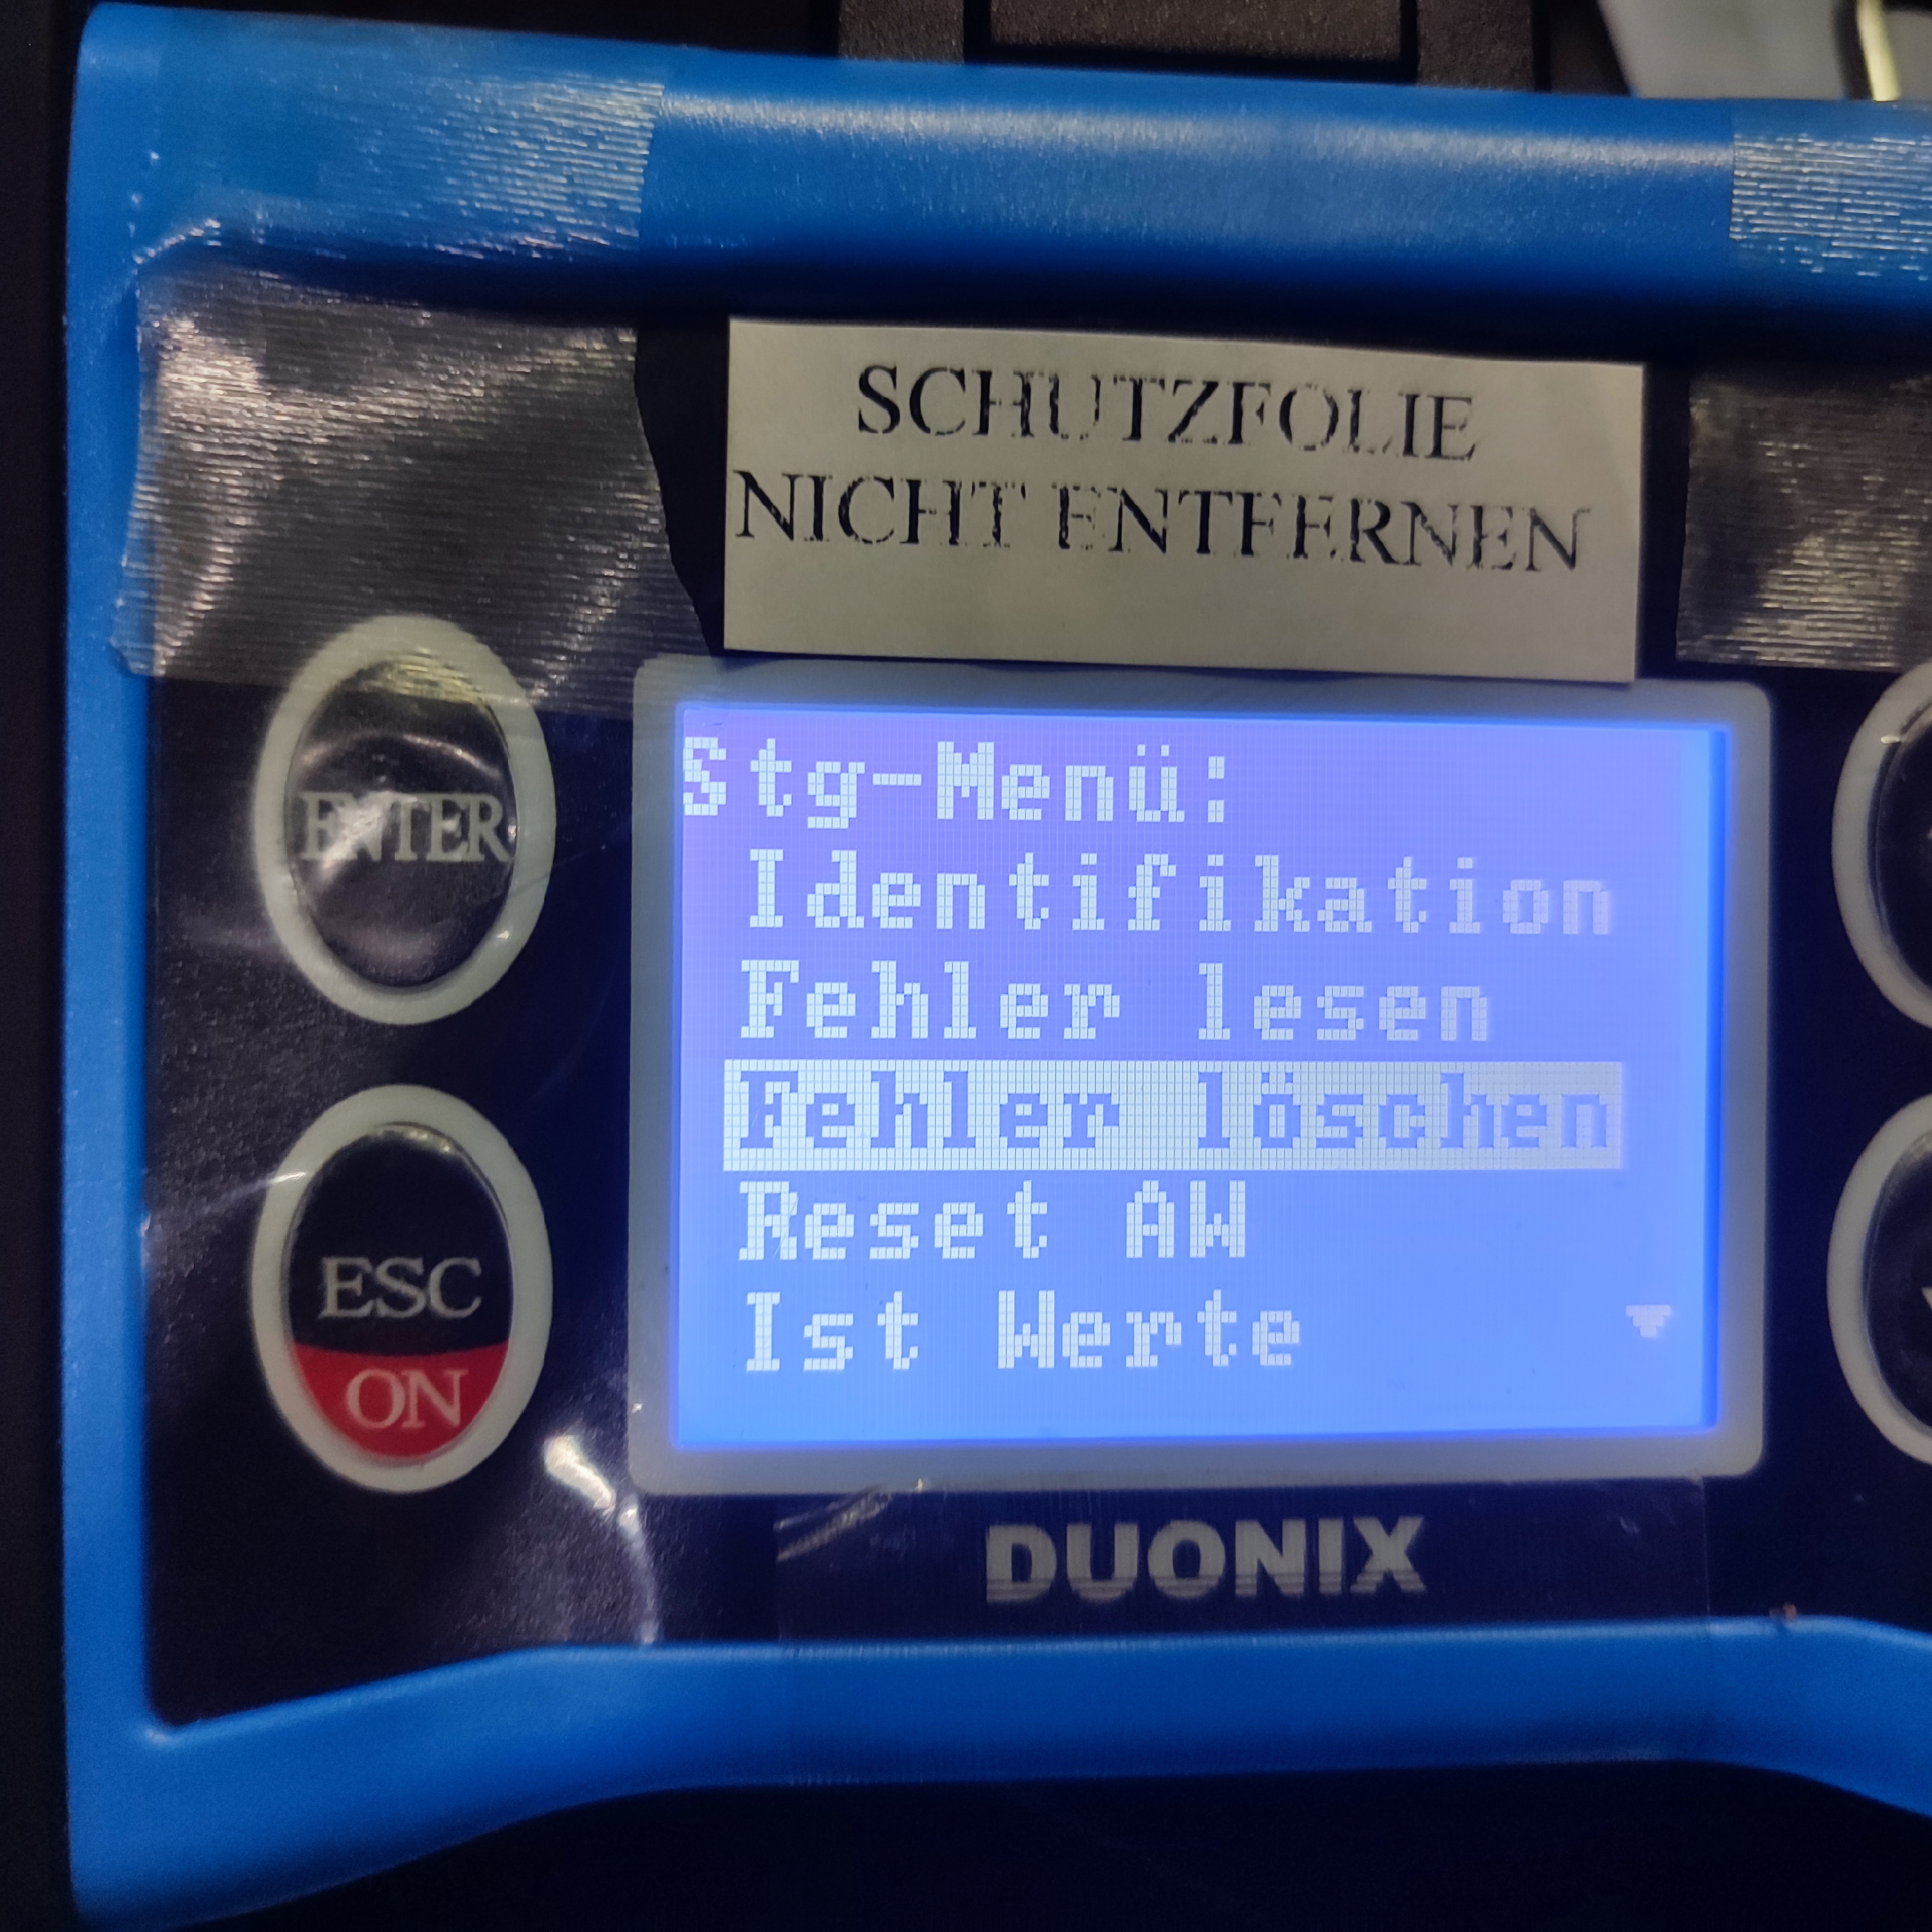 SCHUTZFOLIE
NICHT ENTFERNEN
ENTER
ESC
ON
Stg-Menü:
Identifikation
Fehler lesen
Fehler löschen
Reset AW
Ist Werte
DUONIX